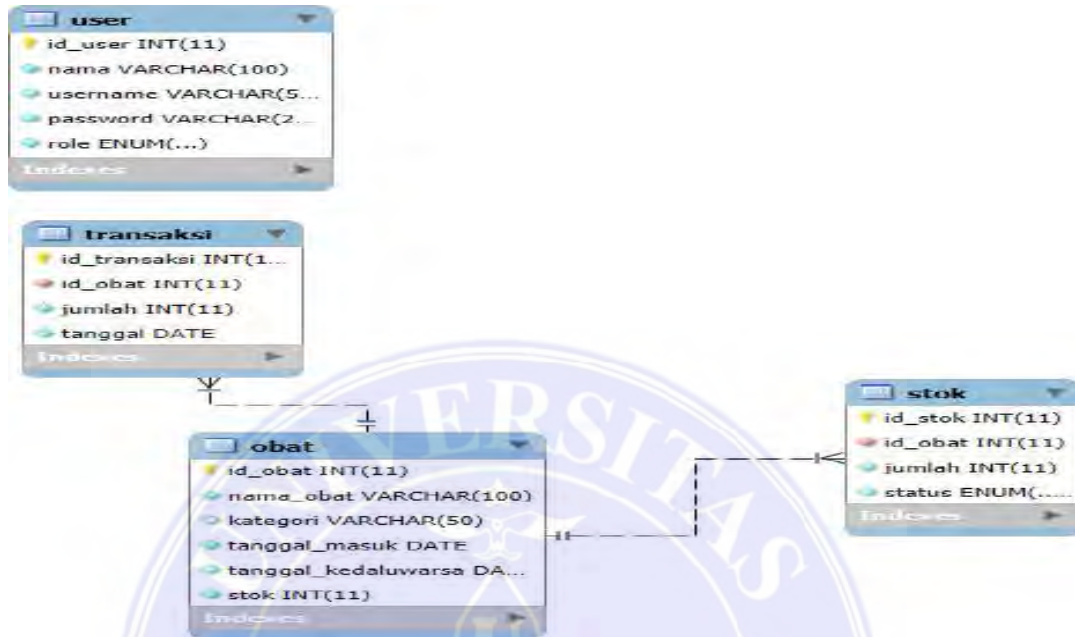 user
id_user INT(11)
nama VARCHAR(100)
username VARCHAR(5...
password VARCHAR(2...
role ENUM(...)
Indexes
transaksi
id_transaksi INT(1...
id_obat INT(11)
jumlah INT(11)
tanggal DATE
Indexes
obat
id_obat INT(11)
nama_obat VARCHAR(100)
kategori VARCHAR(50)
tanggal_masuk DATE
tanggal_kedaluwarsa DA...
stok INT(11)
Indexes
stok
id_stok INT(11)
id_obat INT(11)
jumlah INT(11)
status ENUM(.....
Indexes